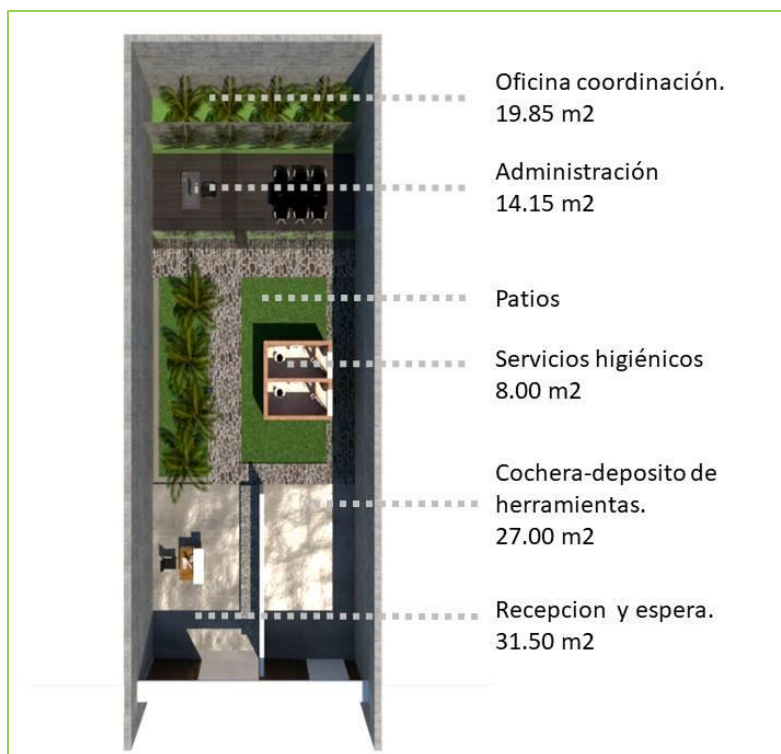 Oficina coordinación.
19.85 m2
Administración
14.15 m2
Patios
Servicios higiénicos
8.00 m2
Cochera-deposito de
herramientas.
27.00 m2
Recepcion y espera.
31.50 m2